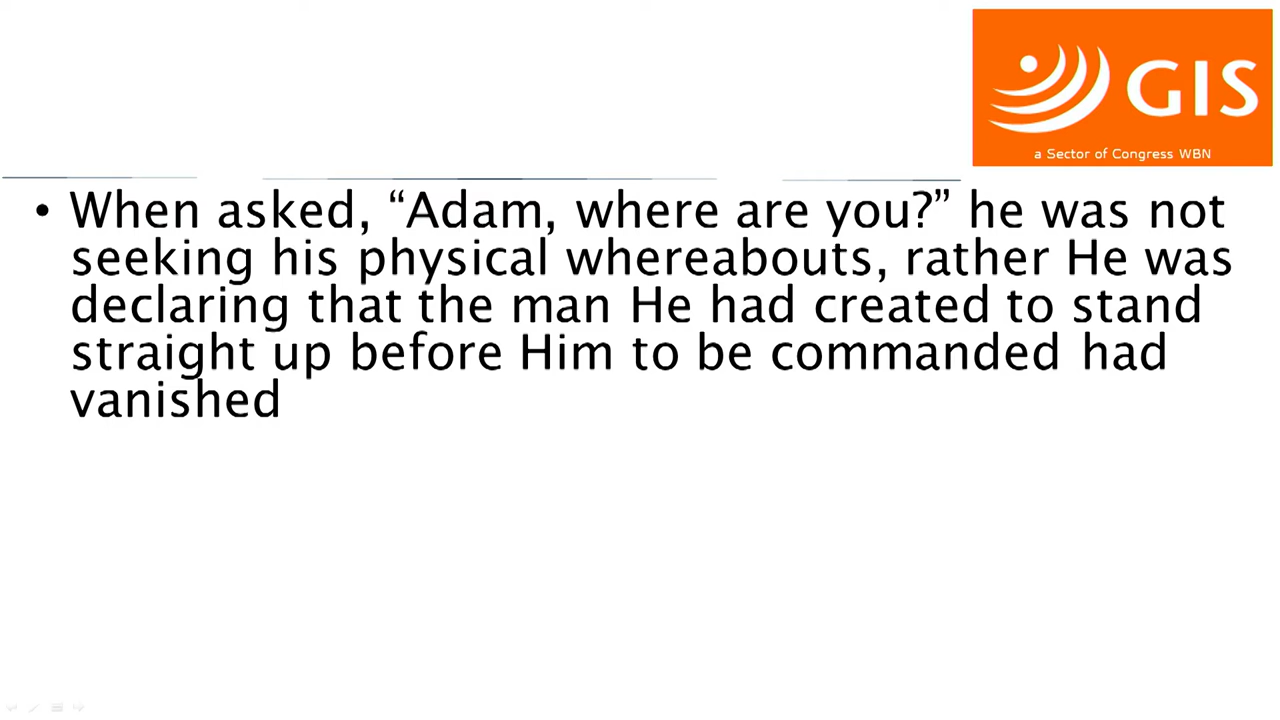 GIS
a Sector of Congress WBN
• When asked, “Adam, where are you?” he was not
seeking his physical whereabouts, rather He was
declaring that the man He had created to stand
straight up before Him to be commanded had
vanished